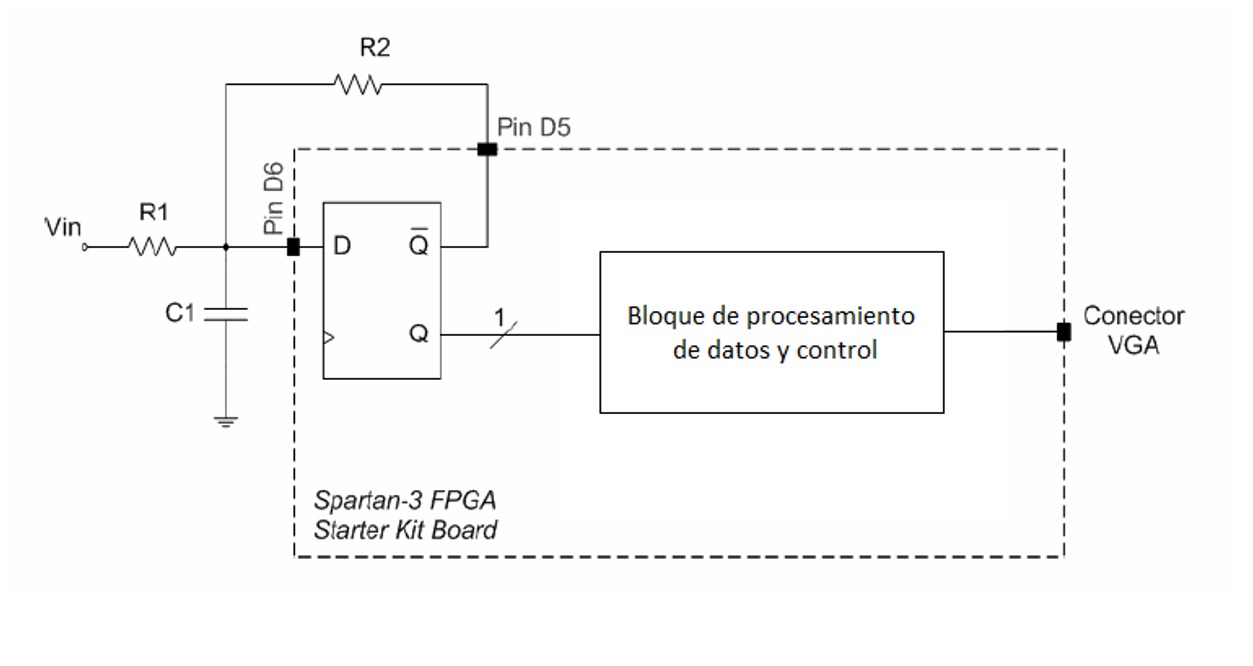 R2
Pin D5
Pin D6
Vin
R1
D
Q̅
C1
1
Q
Bloque de procesamiento
de datos y control
Conector
VGA
Spartan-3 FPGA
Starter Kit Board